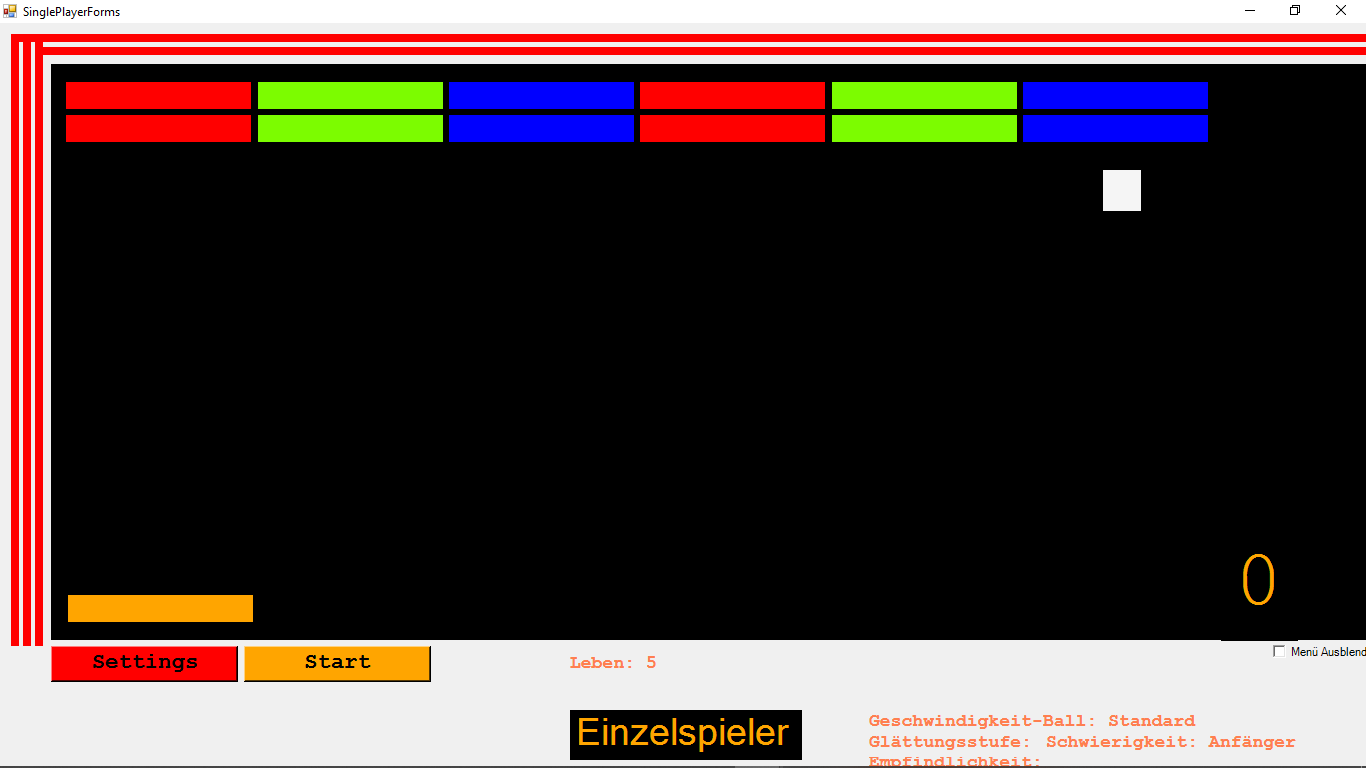 SinglePlayerForms
0
Settings Start Leben: 5 Menü Ausblend
Einzelspieler
Geschwindigkeit-Ball: Standard
Glättungsstufe: Schwierigkeit: Anfänger
Empfindlichkeit: